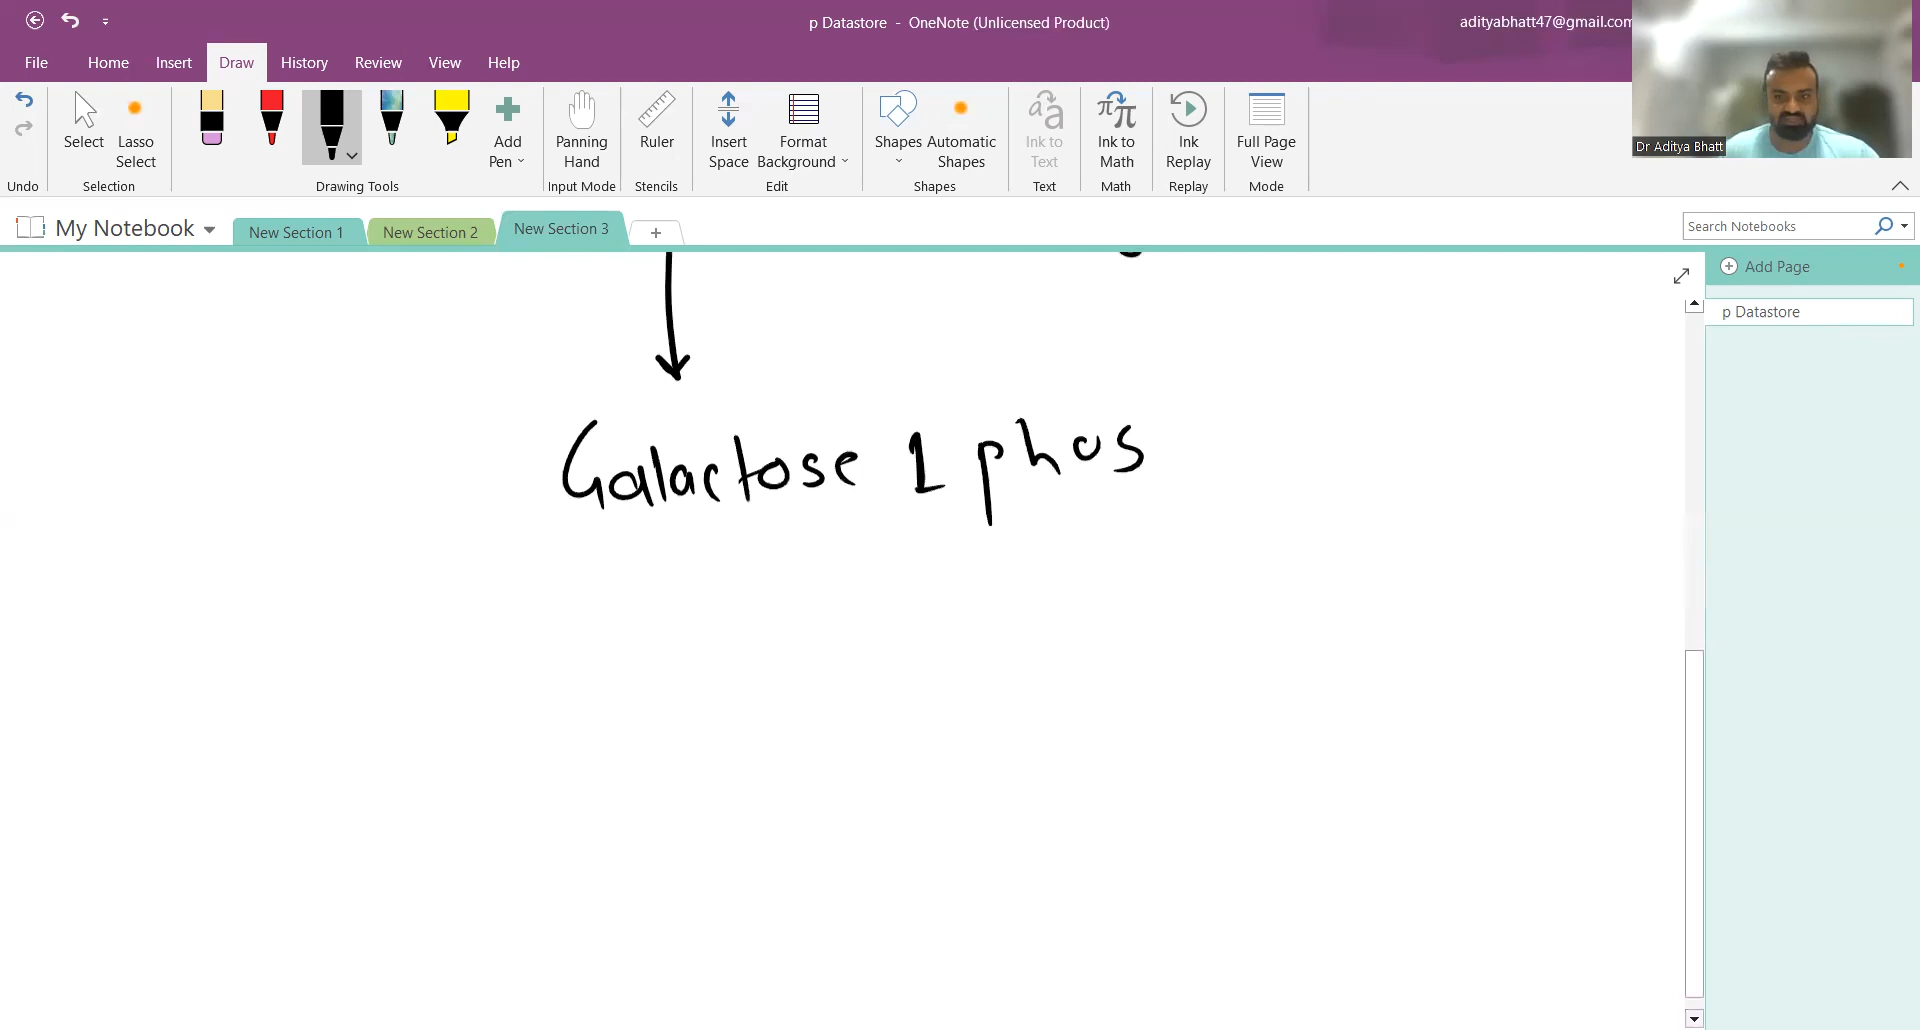 p Datastore - OneNote (Unlicensed Product)
adityabhatt47@gmail.com
File Home Insert Draw History Review View Help
Select
Lasso Select
Add Pen
Panning Hand
Ruler
Insert Space
Format Background
Shapes
Automatic Shapes
Ink to Text
Ink to Math
Ink Replay
Full Page View
Dr Aditya Bhatt
Undo Selection Drawing Tools Input Mode Stencils Edit Shapes Text Math Replay Mode
My Notebook New Section 1 New Section 2 New Section 3
Search Notebooks
Add Page
p Datastore
Galactose 1 phos